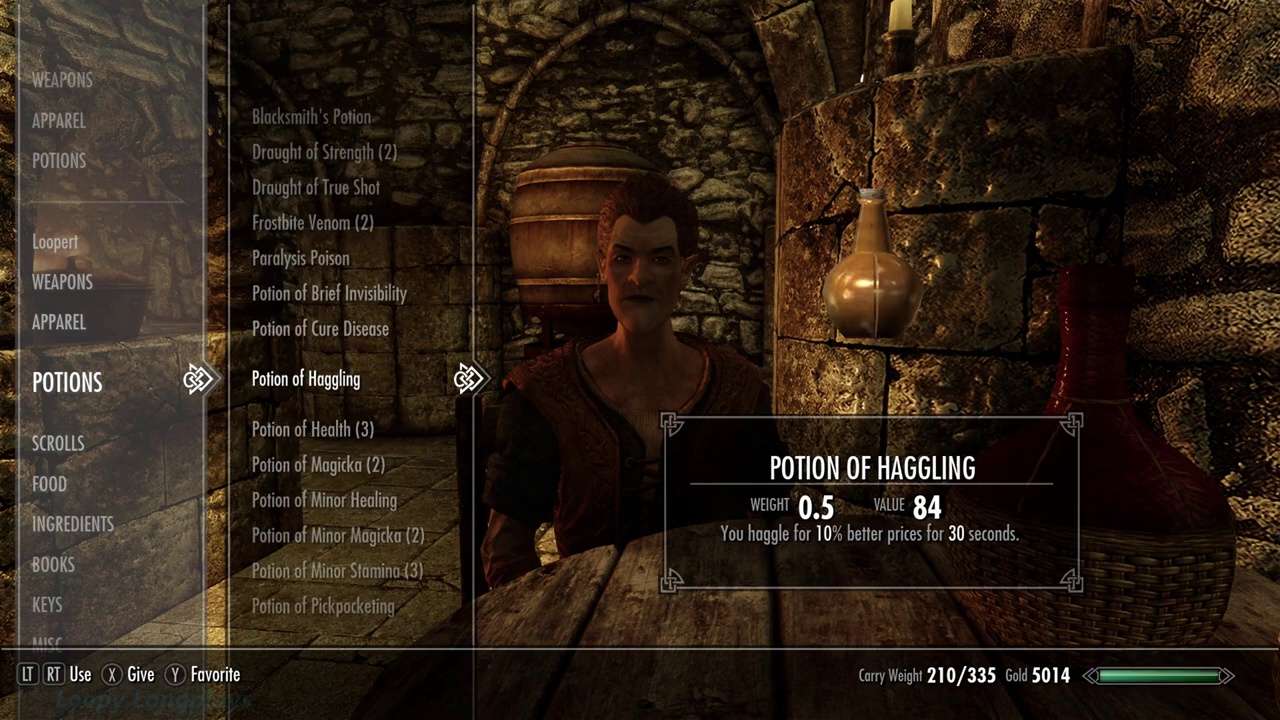 WEAPONS
APPAREL
POTIONS
Loopert
WEAPONS
APPAREL
POTIONS
SCROLLS
FOOD
INGREDIENTS
BOOKS
KEYS
MISC
Blacksmith's Potion
Draught of Strength (2)
Draught of True Shot
Frostbite Venom (2)
Paralysis Poison
Potion of Brief Invisibility
Potion of Cure Disease
Potion of Haggling
Potion of Health (3)
Potion of Magicka (2)
Potion of Minor Healing
Potion of Minor Magicka (2)
Potion of Minor Stamina (3)
Potion of Pickpocketing
POTION OF HAGGLING
WEIGHT 0.5 VALUE 84
You haggle for 10% better prices for 30 seconds.
LT RT Use X Give Y Favorite
Carry Weight 210/335 Gold 5014
Loopy Longplays